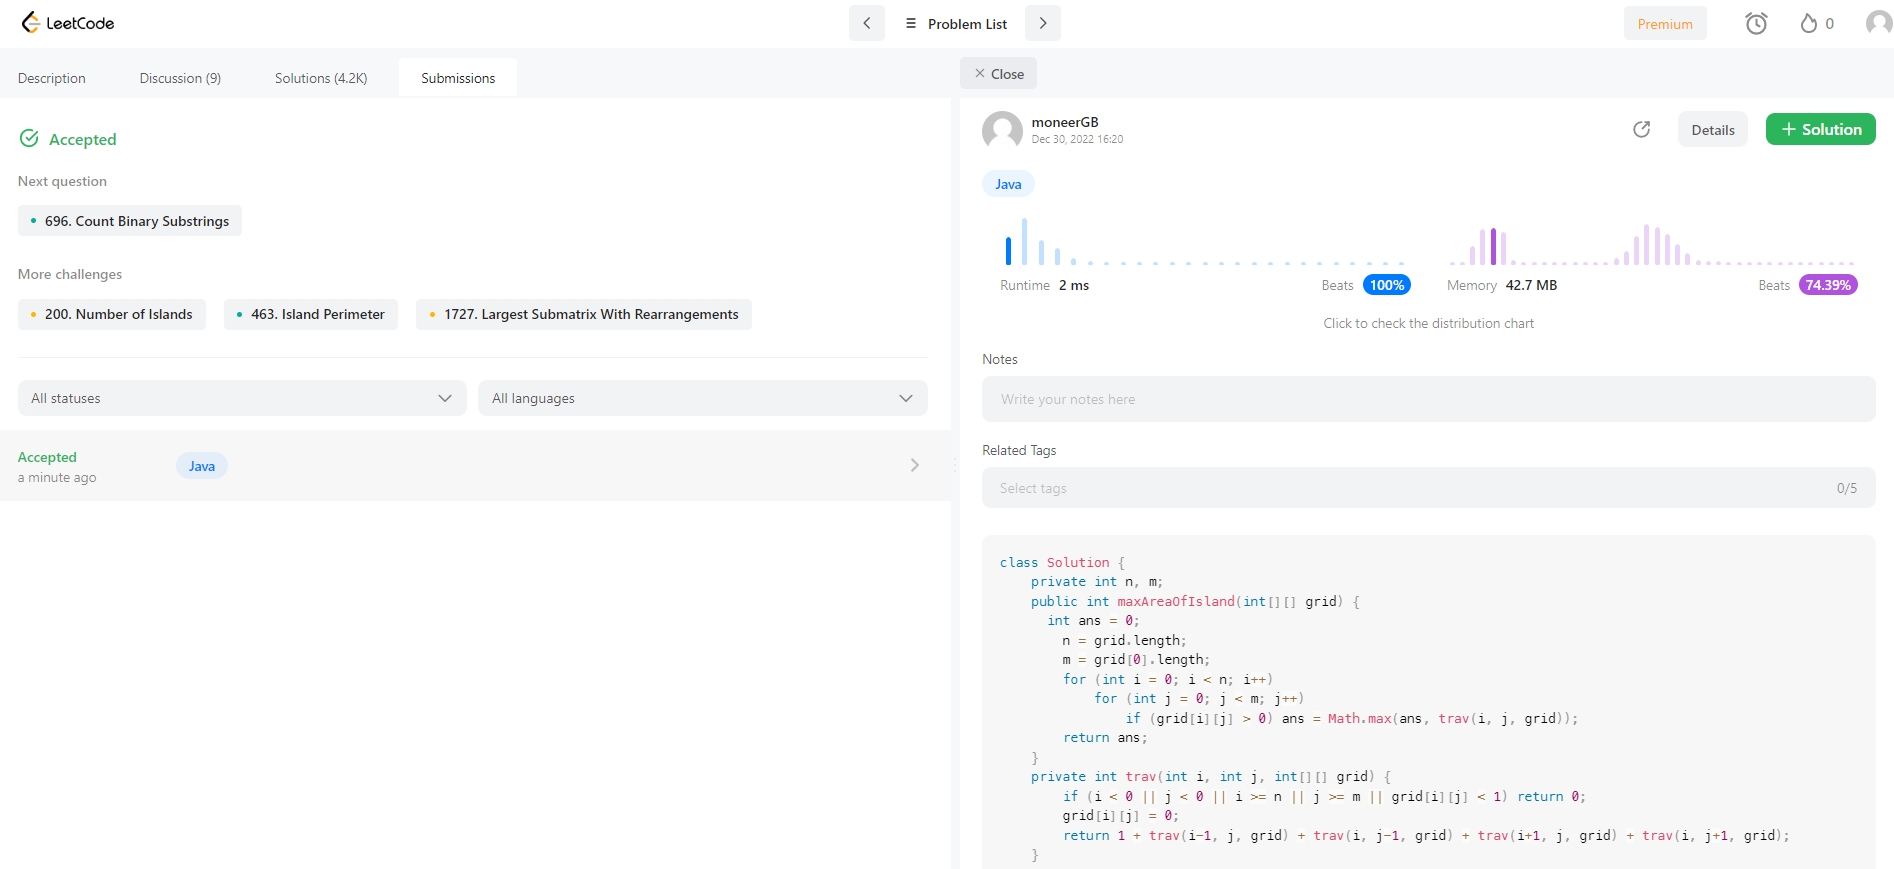 LeetCode
Problem List
Premium
0
Description
Discussion (9)
Solutions (4.2K)
Submissions
Accepted
Next question
696. Count Binary Substrings
More challenges
200. Number of Islands
463. Island Perimeter
1727. Largest Submatrix With Rearrangements
All statuses
All languages
Accepted
a minute ago
Java
Close
moneerGB
Dec 30, 2022 16:20
Details
+ Solution
Java
Runtime 2 ms
Beats 100%
Memory 42.7 MB
Beats 74.39%
Click to check the distribution chart
Notes
Write your notes here
Related Tags
Select tags
0/5
class Solution {
    private int n, m;
    public int maxAreaOfIsland(int[][] grid) {
      int ans = 0;
        n = grid.length;
        m = grid[0].length;
        for (int i = 0; i < n; i++)
            for (int j = 0; j < m; j++)
                if (grid[i][j] > 0) ans = Math.max(ans, trav(i, j, grid));
        return ans;
    }
    private int trav(int i, int j, int[][] grid) {
        if (i < 0 || j < 0 || i >= n || j >= m || grid[i][j] < 1) return 0;
        grid[i][j] = 0;
        return 1 + trav(i-1, j, grid) + trav(i, j-1, grid) + trav(i+1, j, grid) + trav(i, j+1, grid);
    }